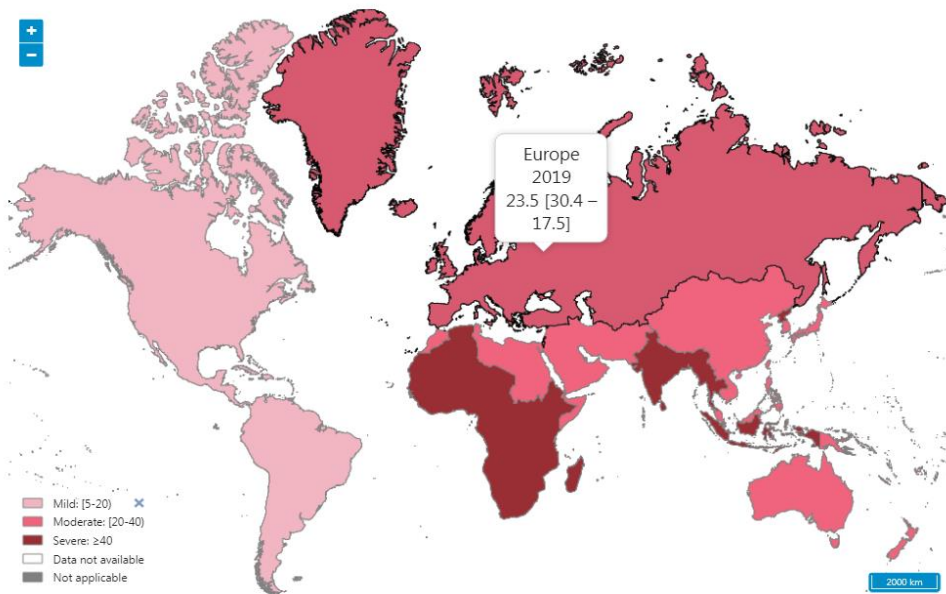 +
−
Europe
2019
23.5 [30.4 –
17.5]
Mild: [5-20)
Moderate: [20-40)
Severe: ≥40
Data not available
Not applicable
2000 km